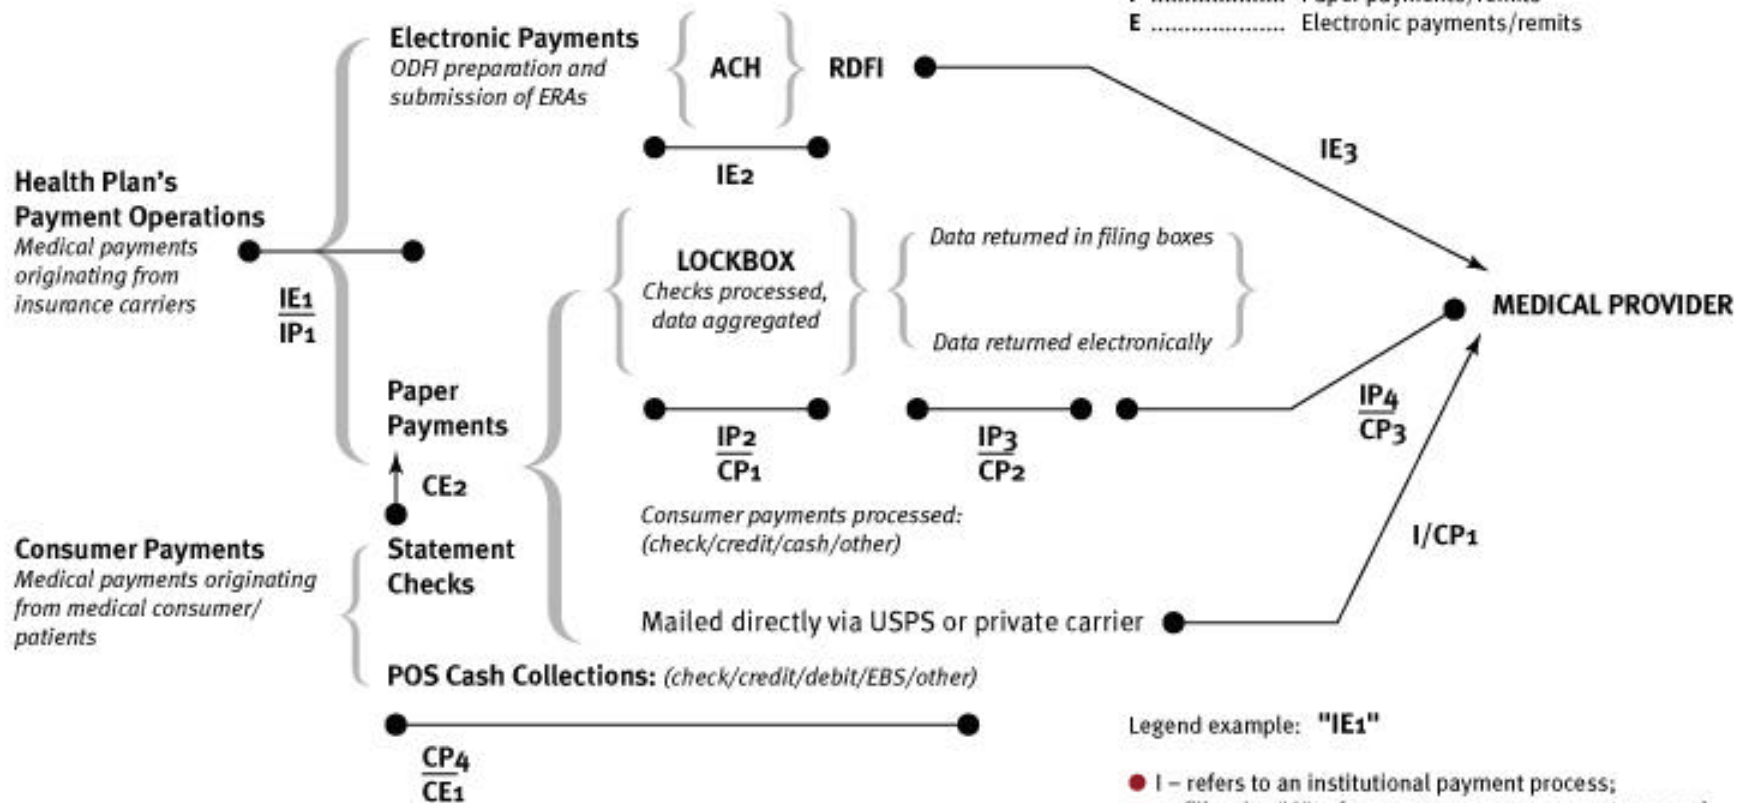 P .................... Paper payments/remits
E .................... Electronic payments/remits
Electronic Payments
ODFI preparation and
submission of ERAs
ACH
RDFI
IE3
IE2
Health Plan's
Payment Operations
Medical payments
originating from
insurance carriers
IE1
IP1
LOCKBOX
Checks processed,
data aggregated
Data returned in filing boxes
Data returned electronically
MEDICAL PROVIDER
Paper
Payments
CE2
IP2
CP1
IP3
CP2
IP4
CP3
Consumer payments processed:
(check/credit/cash/other)
I/CP1
Consumer Payments
Medical payments originating
from medical consumer/
patients
Statement
Checks
Mailed directly via USPS or private carrier
POS Cash Collections: (check/credit/debit/EBS/other)
CP4
CE1
Legend example: "IE1"
I – refers to an institutional payment process;